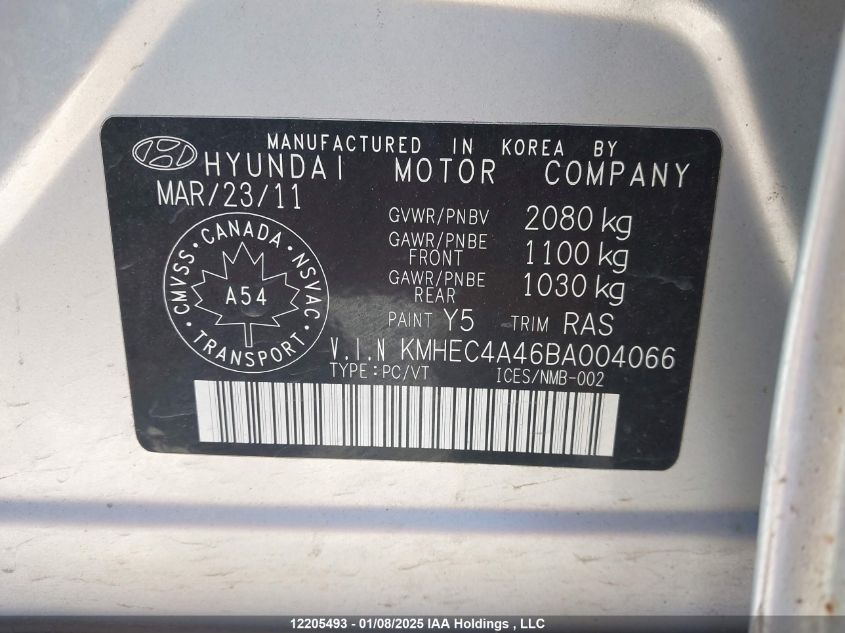 MANUFACTURED IN KOREA BY
HYUNDAI MOTOR COMPANY
MAR/23/11
GVWR/PNBV 2080 kg
GAWR/PNBE FRONT 1100 kg
GAWR/PNBE REAR 1030 kg
PAINT Y5 TRIM RAS
CMVSS · CANADA · NSVAC · TRANSPORT ·
A54
V.I.N KMHEC4A46BA004066
TYPE:PC/VT ICES/NMB-002
12205493 - 01/08/2025 IAA Holdings , LLC